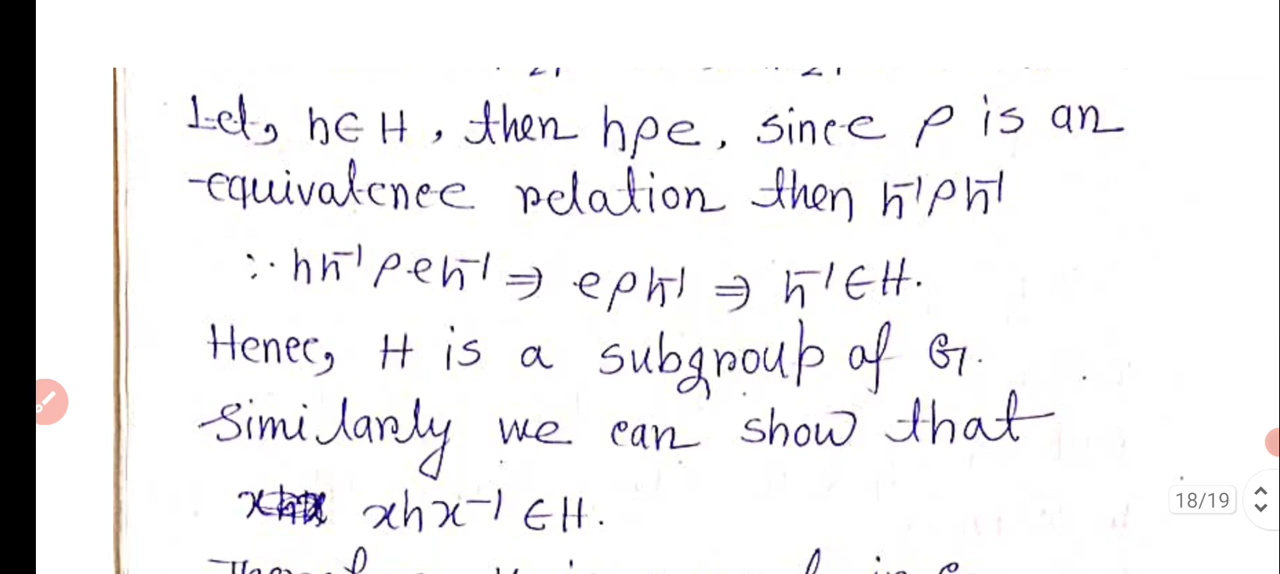 Let, h∈H, then hρe, since ρ is an
equivalence relation then h⁻¹ρh⁻¹
∴ hh⁻¹ρeh⁻¹ ⇒ eρh⁻¹ ⇒ h⁻¹∈H.
Hence, H is a subgroup of G.
Similarly we can show that
xhx⁻¹ ∈H.
18/19